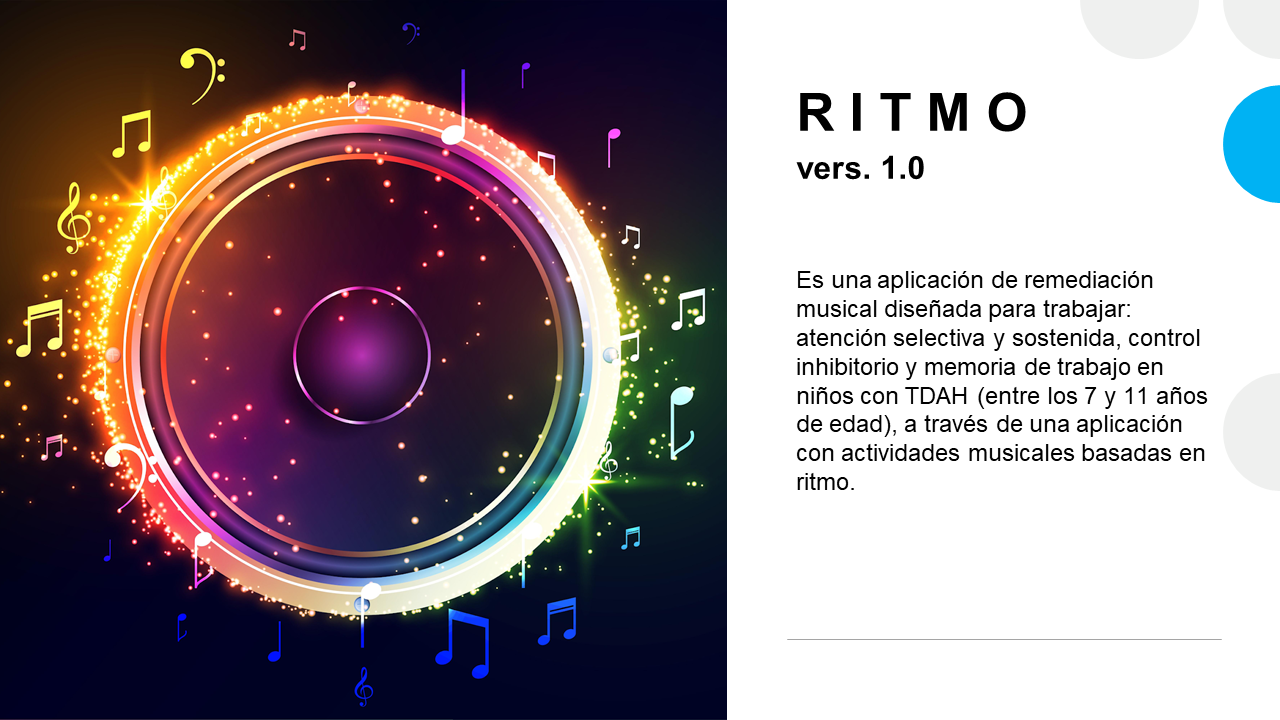 R I T M O
vers. 1.0
Es una aplicación de remediación
musical diseñada para trabajar:
atención selectiva y sostenida, control
inhibitorio y memoria de trabajo en
niños con TDAH (entre los 7 y 11 años
de edad), a través de una aplicación
con actividades musicales basadas en
ritmo.